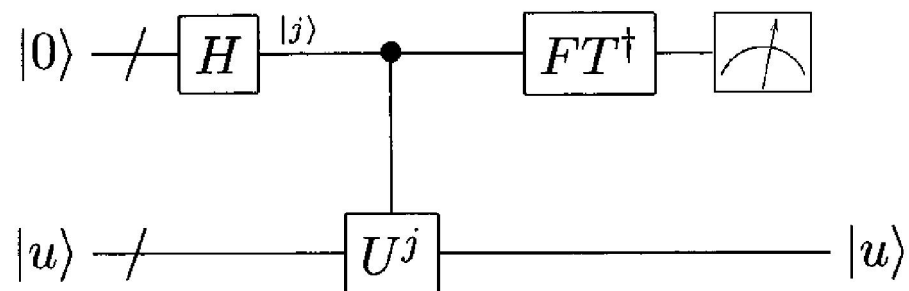 |0⟩ H |j⟩ FT†
|u⟩ U^j |u⟩